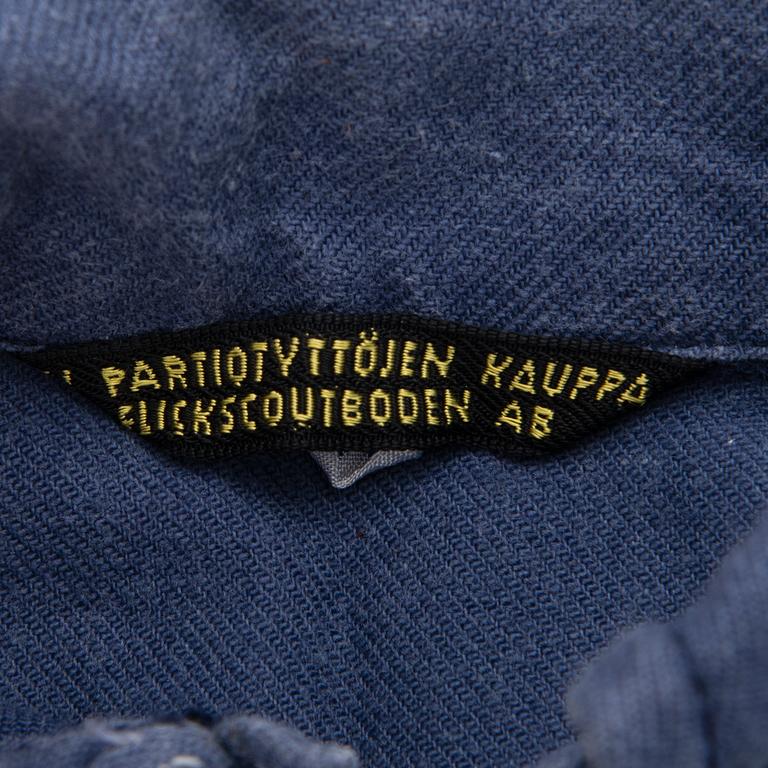 PARTIOTYTTÖJEN KAUPPA
FLICKSCOUTBODEN AB